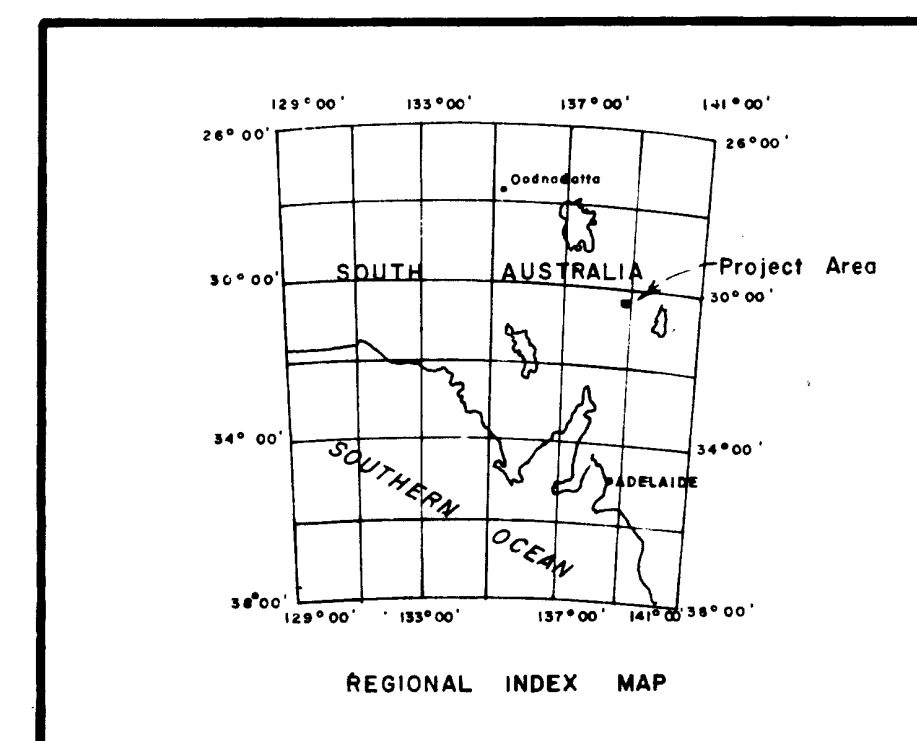 129°00' 133°00' 137°00' 141°00'
26°00' 26°00'
Oodnadatta
SOUTH AUSTRALIA Project Area
30°00' 30°00'
34°00' 34°00'
SOUTHERN
ADELAIDE
OCEAN
38°00' 38°00'
129°00' 133°00' 137°00' 141°00'
REGIONAL INDEX MAP